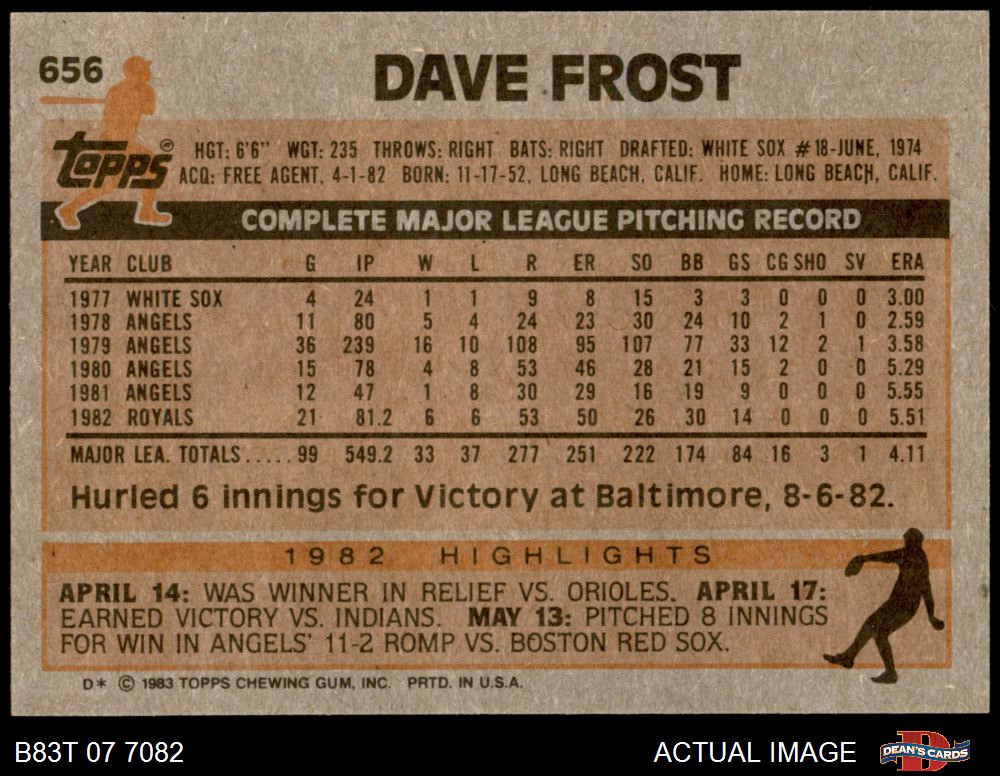 656
DAVE FROST
Topps®
HGT: 6'6" WGT: 235 THROWS: RIGHT BATS: RIGHT DRAFTED: WHITE SOX #18-JUNE, 1974
ACQ: FREE AGENT, 4-1-82 BORN: 11-17-52, LONG BEACH, CALIF. HOME: LONG BEACH, CALIF.
COMPLETE MAJOR LEAGUE PITCHING RECORD
YEAR CLUB G IP W L R ER SO BB GS CG SHO SV ERA
1977 WHITE SOX 4 24 1 1 9 8 15 3 3 0 0 0 3.00
1978 ANGELS 11 80 5 4 24 23 30 24 10 2 1 0 2.59
1979 ANGELS 36 239 16 10 108 95 107 77 33 12 2 1 3.58
1980 ANGELS 15 78 4 8 53 46 28 21 15 2 0 0 5.29
1981 ANGELS 12 47 1 8 30 29 16 19 9 0 0 0 5.55
1982 ROYALS 21 81.2 6 6 53 50 26 30 14 0 0 0 5.51
MAJOR LEA. TOTALS..... 99 549.2 33 37 277 251 222 174 84 16 3 1 4.11
Hurled 6 innings for Victory at Baltimore, 8-6-82.
1982 HIGHLIGHTS
APRIL 14: WAS WINNER IN RELIEF VS. ORIOLES. APRIL 17:
EARNED VICTORY VS. INDIANS. MAY 13: PITCHED 8 INNINGS
FOR WIN IN ANGELS' 11-2 ROMP VS. BOSTON RED SOX.
D* © 1983 TOPPS CHEWING GUM, INC. PRTD. IN U.S.A.
B83T 07 7082 ACTUAL IMAGE D DEAN'S CARDS